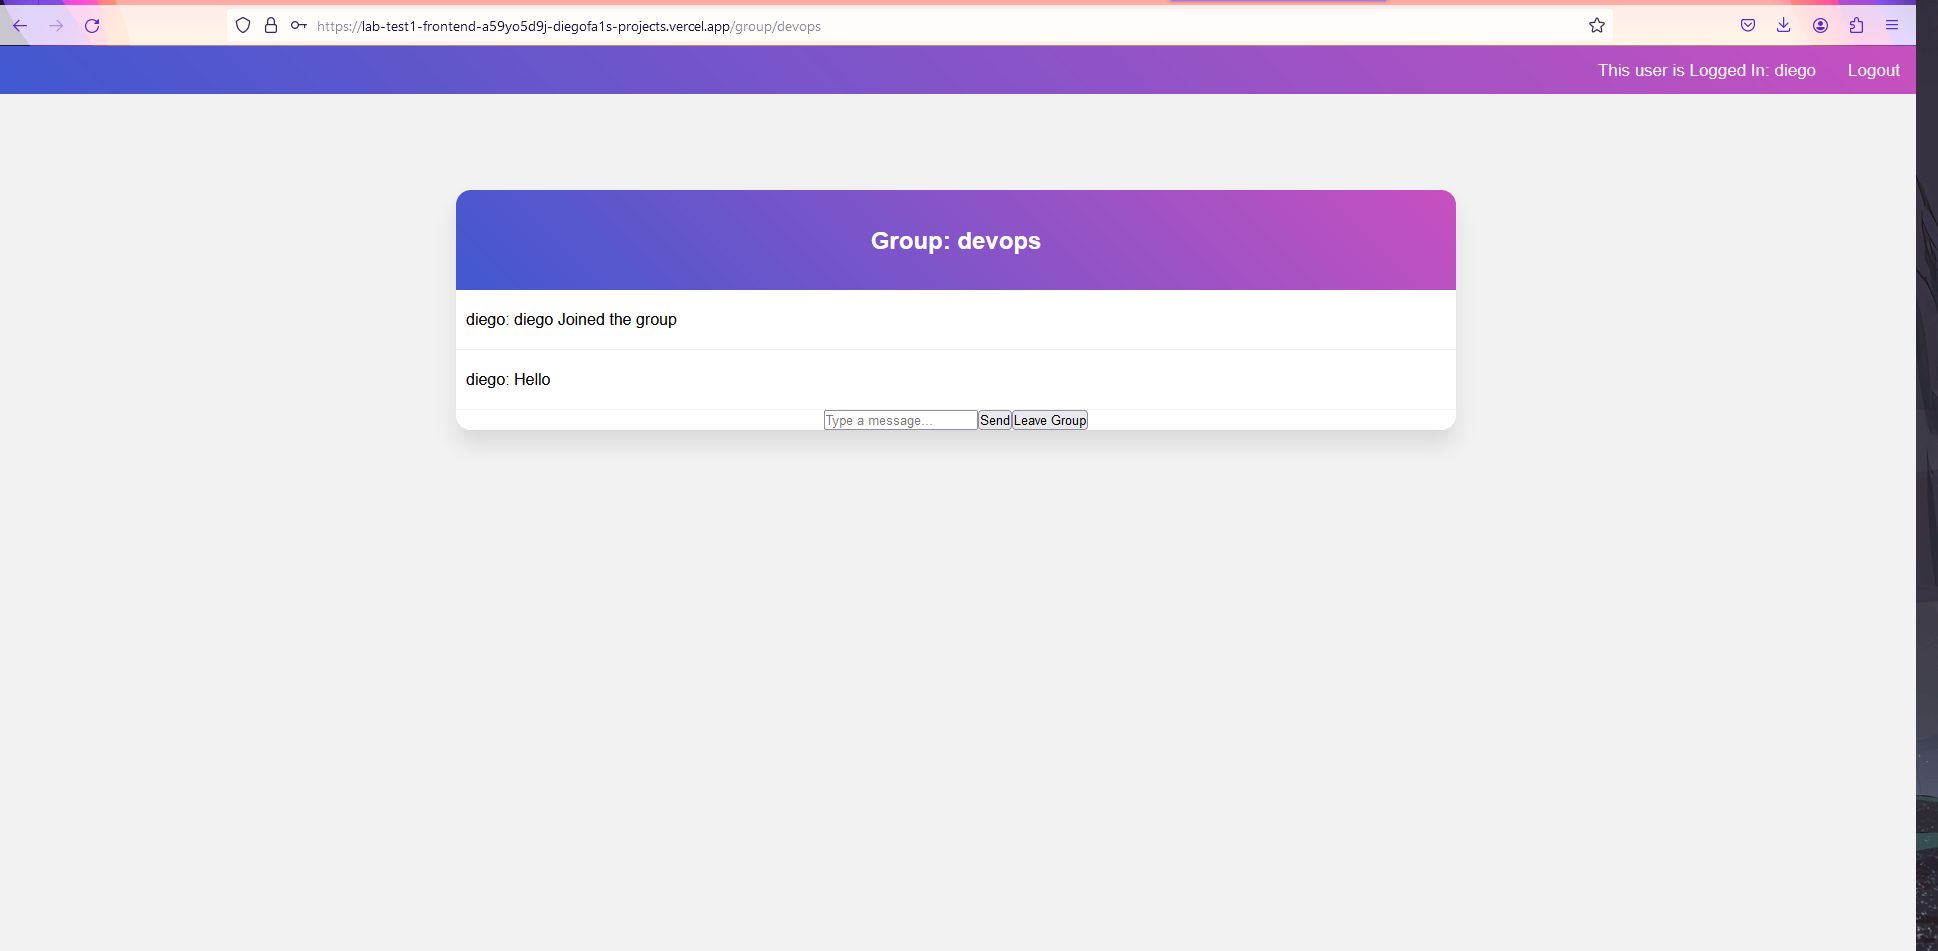 https://lab-test1-frontend-a59yo5d9j-diegofa1s-projects.vercel.app/group/devops
This user is Logged In: diego Logout
Group: devops
diego: diego Joined the group
diego: Hello
Type a message... Send Leave Group